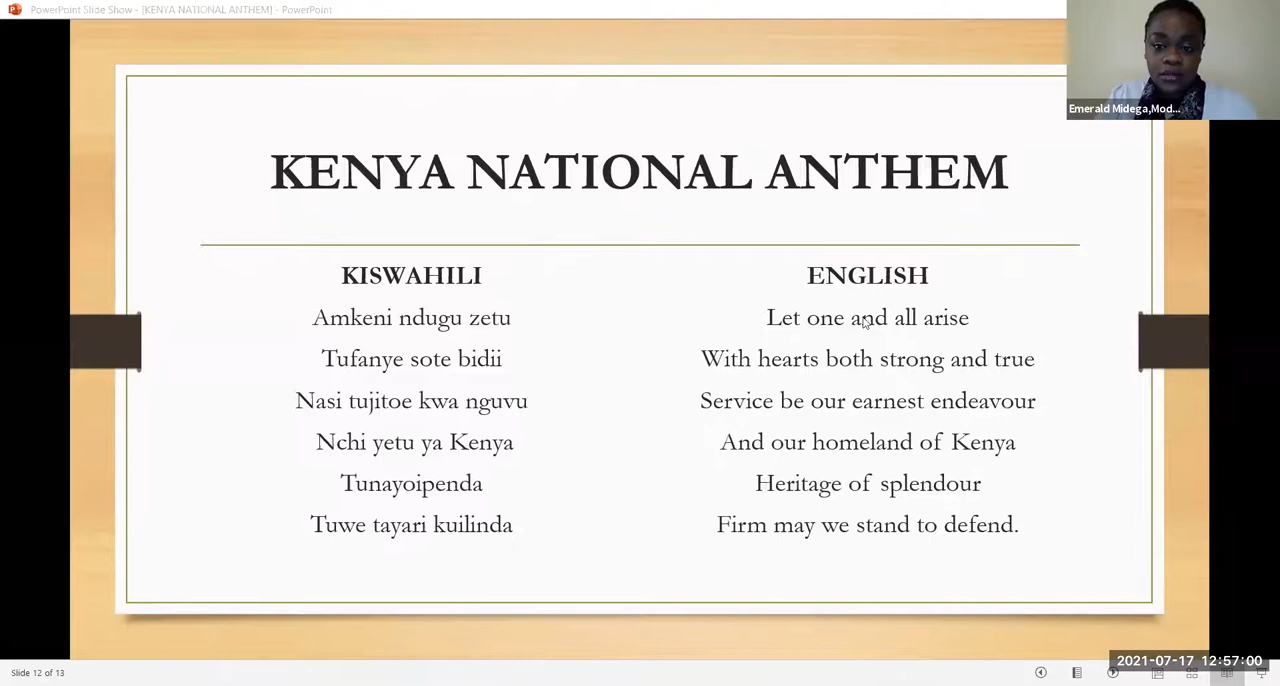 PowerPoint Slide Show - [KENYA NATIONAL ANTHEM] - PowerPoint
Emerald Midega,Mod...
KENYA NATIONAL ANTHEM
KISWAHILI
Amkeni ndugu zetu
Tufanye sote bidii
Nasi tujitoe kwa nguvu
Nchi yetu ya Kenya
Tunayoipenda
Tuwe tayari kuilinda
ENGLISH
Let one and all arise
With hearts both strong and true
Service be our earnest endeavour
And our homeland of Kenya
Heritage of splendour
Firm may we stand to defend.
Slide 12 of 13
2021-07-17 12:57:00